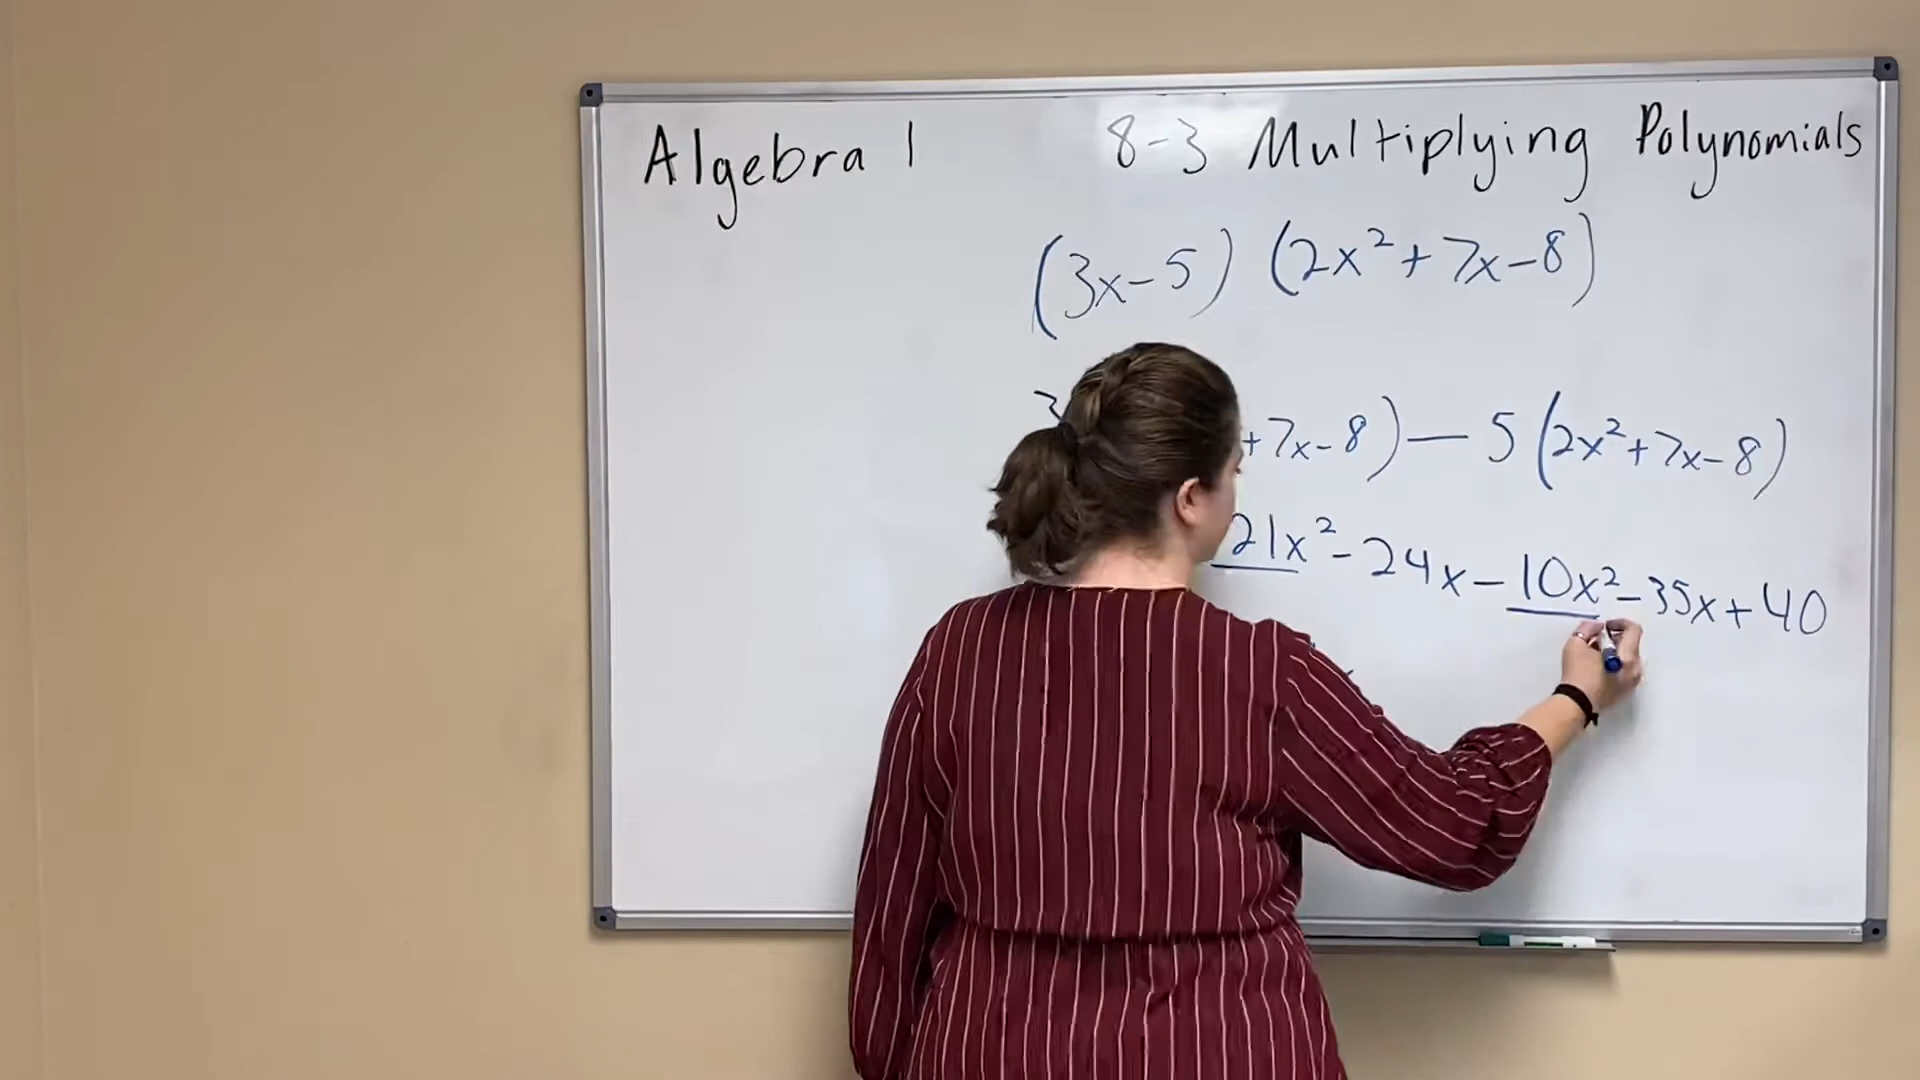 Algebra 1
8-3 Multiplying Polynomials
(3x-5) (2x²+7x-8)
3 +7x-8) — 5 (2x²+7x-8)
21x² - 24x - 10x² - 35x + 40